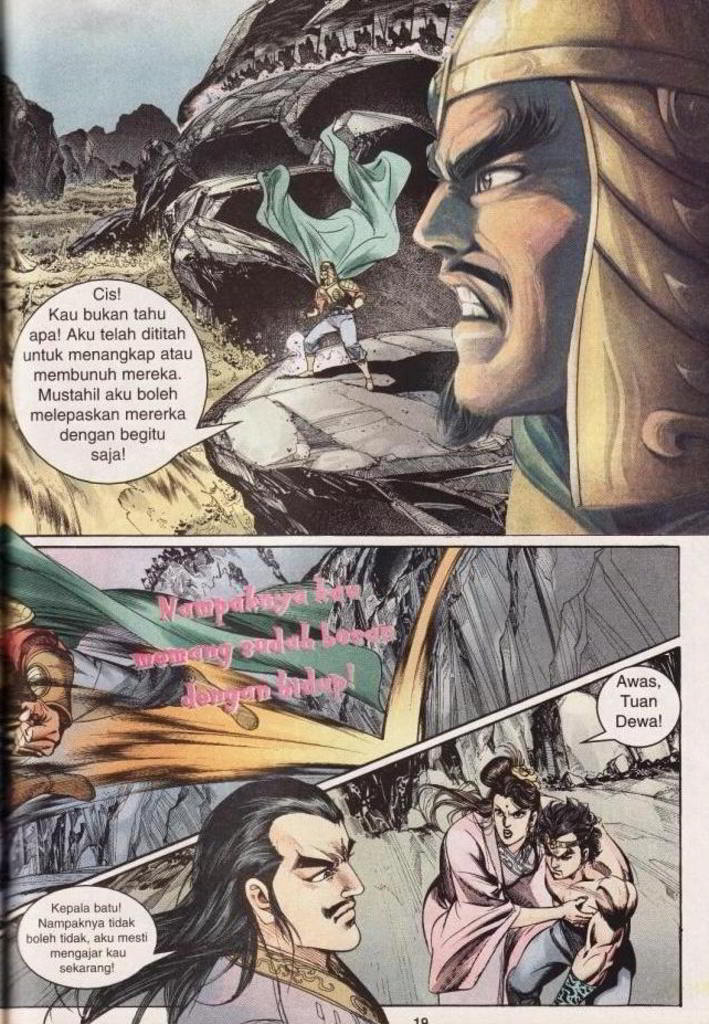 Cis!
Kau bukan tahu
apa! Aku telah dititah
untuk menangkap atau
membunuh mereka.
Mustahil aku boleh
melepaskan mererka
dengan begitu
saja!
Nampaknya kau
memang sudah bosan
dengan hidup!
Awas,
Tuan
Dewa!
Kepala batu!
Nampaknya tidak
boleh tidak, aku mesti
mengajar kau
sekarang!
19